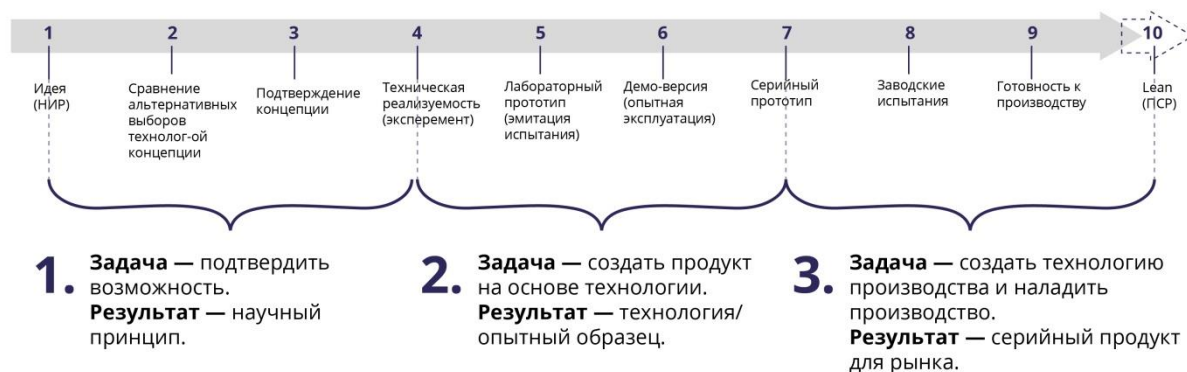 1 2 3 4 5 6 7 8 9 10
Идея
(НИР)
Сравнение
альтернативных
выборов
технолог-ой
концепции
Подтверждение
концепции
Техническая
реализуемость
(эксперемент)
Лабораторный
прототип
(эмитация
испытания)
Демо-версия
(опытная
эксплуатация)
Серийный
прототип
Заводские
испытания
Готовность к
производству
Lean
(ПСР)
1.
Задача — подтвердить
возможность.
Результат — научный
принцип.
2.
Задача — создать продукт
на основе технологии.
Результат — технология/
опытный образец.
3.
Задача — создать технологию
производства и наладить
производство.
Результат — серийный продукт
для рынка.